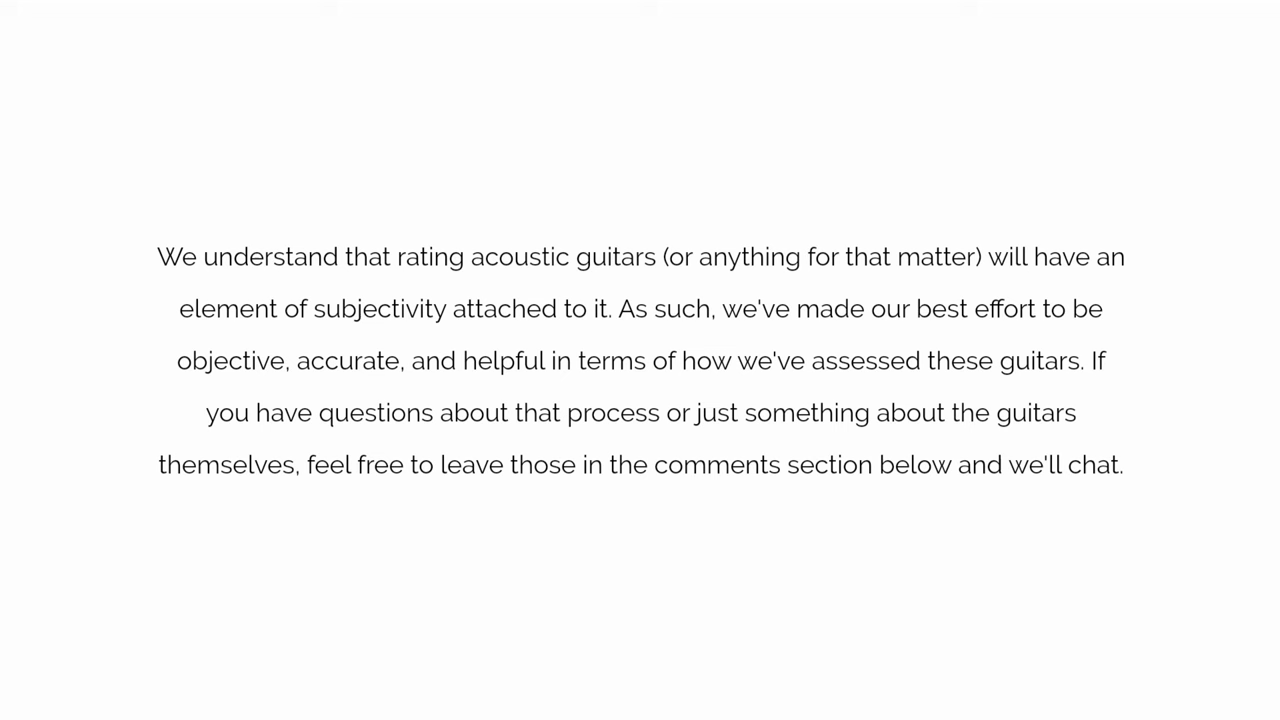 We understand that rating acoustic guitars (or anything for that matter) will have an
element of subjectivity attached to it. As such, we've made our best effort to be
objective, accurate, and helpful in terms of how we've assessed these guitars. If
you have questions about that process or just something about the guitars
themselves, feel free to leave those in the comments section below and we'll chat.